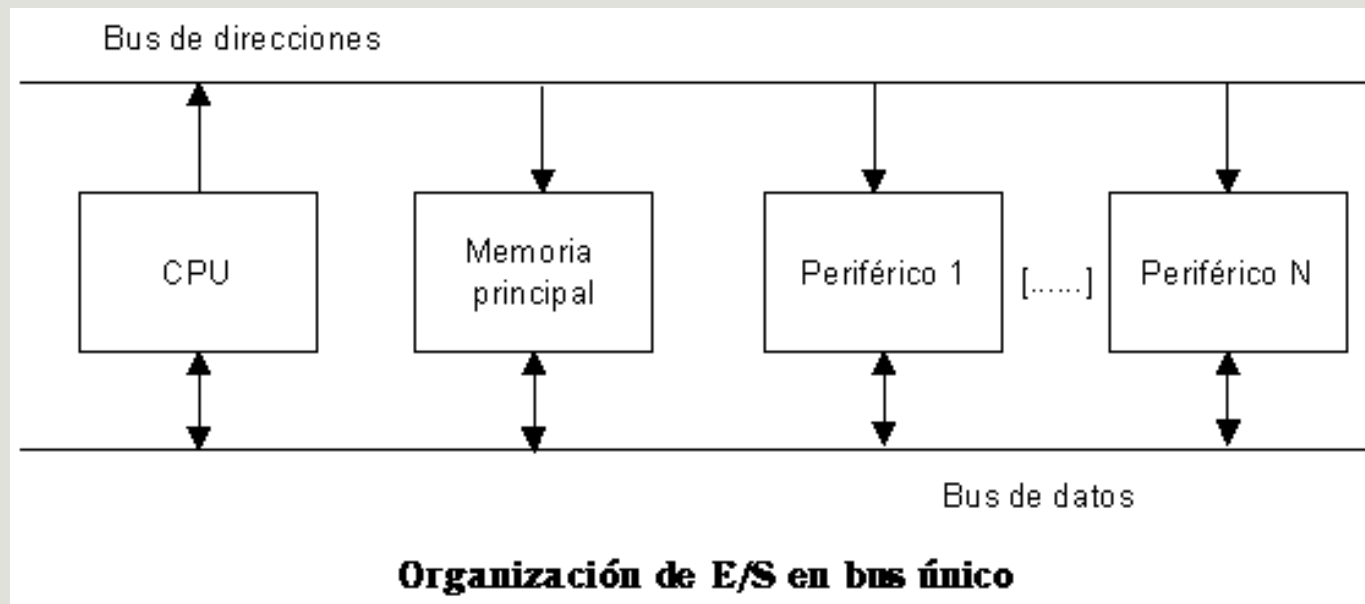 Bus de direcciones
CPU
Memoria
principal
Periférico 1
[......]
Periférico N
Bus de datos
Organización de E/S en bus único